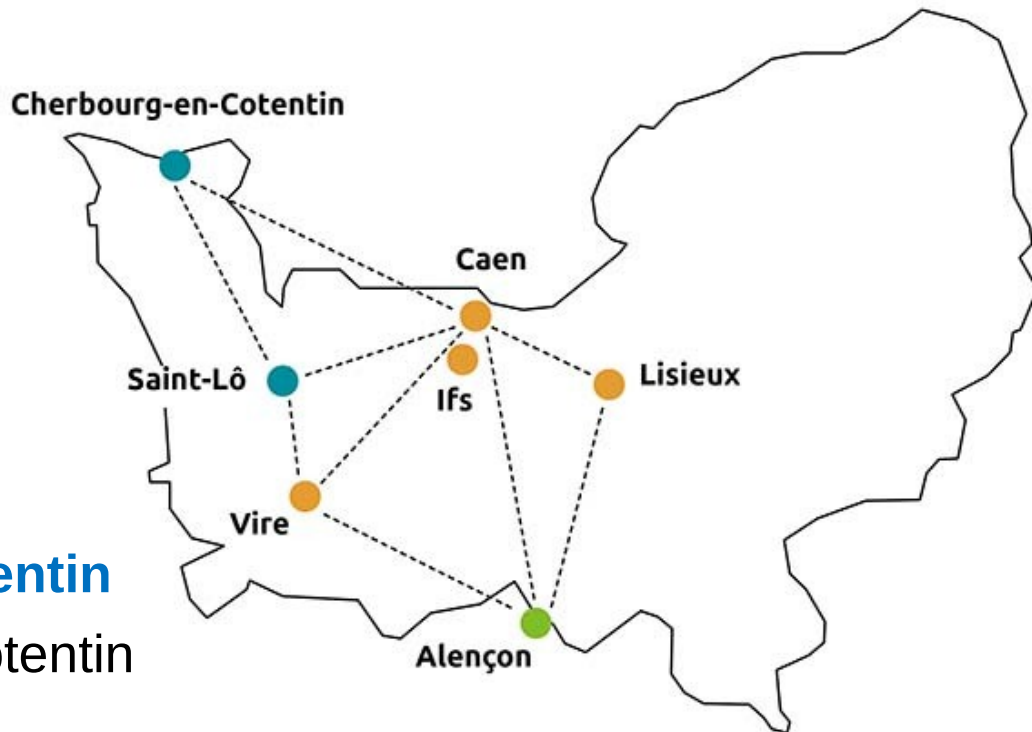 Cherbourg-en-Cotentin
Caen
Saint-Lô
Ifs
Lisieux
Vire
entin
otentin
Alençon